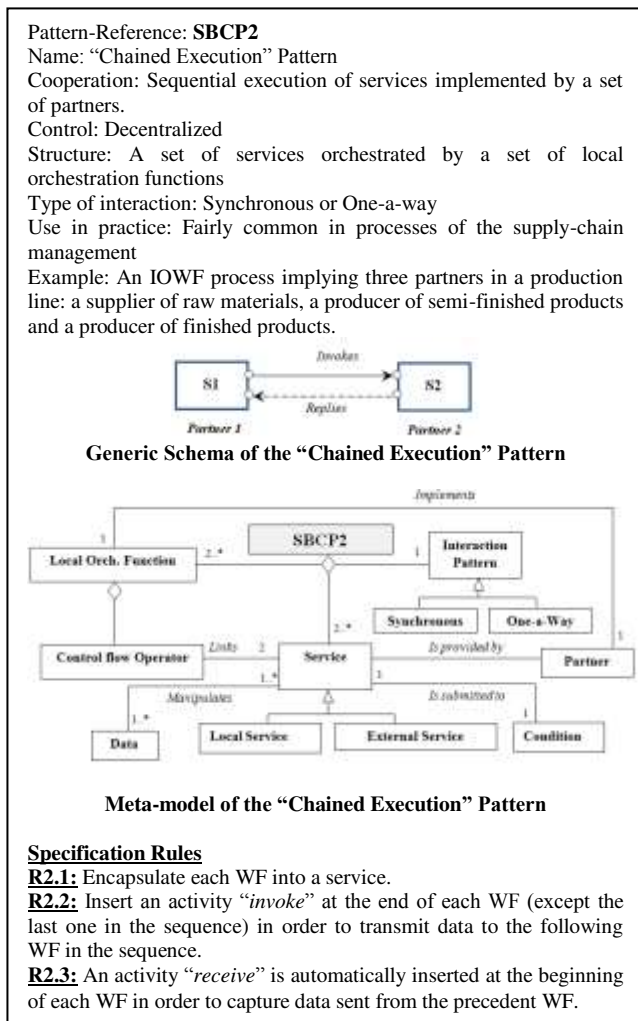 Pattern-Reference: SBCP2
Name: “Chained Execution” Pattern
Cooperation: Sequential execution of services implemented by a set
of partners.
Control: Decentralized
Structure: A set of services orchestrated by a set of local
orchestration functions
Type of interaction: Synchronous or One-a-way
Use in practice: Fairly common in processes of the supply-chain
management
Example: An IOWF process implying three partners in a production
line: a supplier of raw materials, a producer of semi-finished products
and a producer of finished products.
Invokes
S1 S2
Replies
Partner 1 Partner 2
Generic Schema of the “Chained Execution” Pattern
Implements
1 SBCP2 Interaction
Pattern
Local Orch. Function 2..* 1
Synchronous One-a-Way
2..* 1
Control flow Operator Links 2 Service Is provided by Partner
Manipulates 1..* 1 Is submitted to
1..* 1
Data Local Service External Service Condition
Meta-model of the “Chained Execution” Pattern
Specification Rules
R2.1: Encapsulate each WF into a service.
R2.2: Insert an activity “invoke” at the end of each WF (except the
last one in the sequence) in order to transmit data to the following
WF in the sequence.
R2.3: An activity “receive” is automatically inserted at the beginning
of each WF in order to capture data sent from the precedent WF.